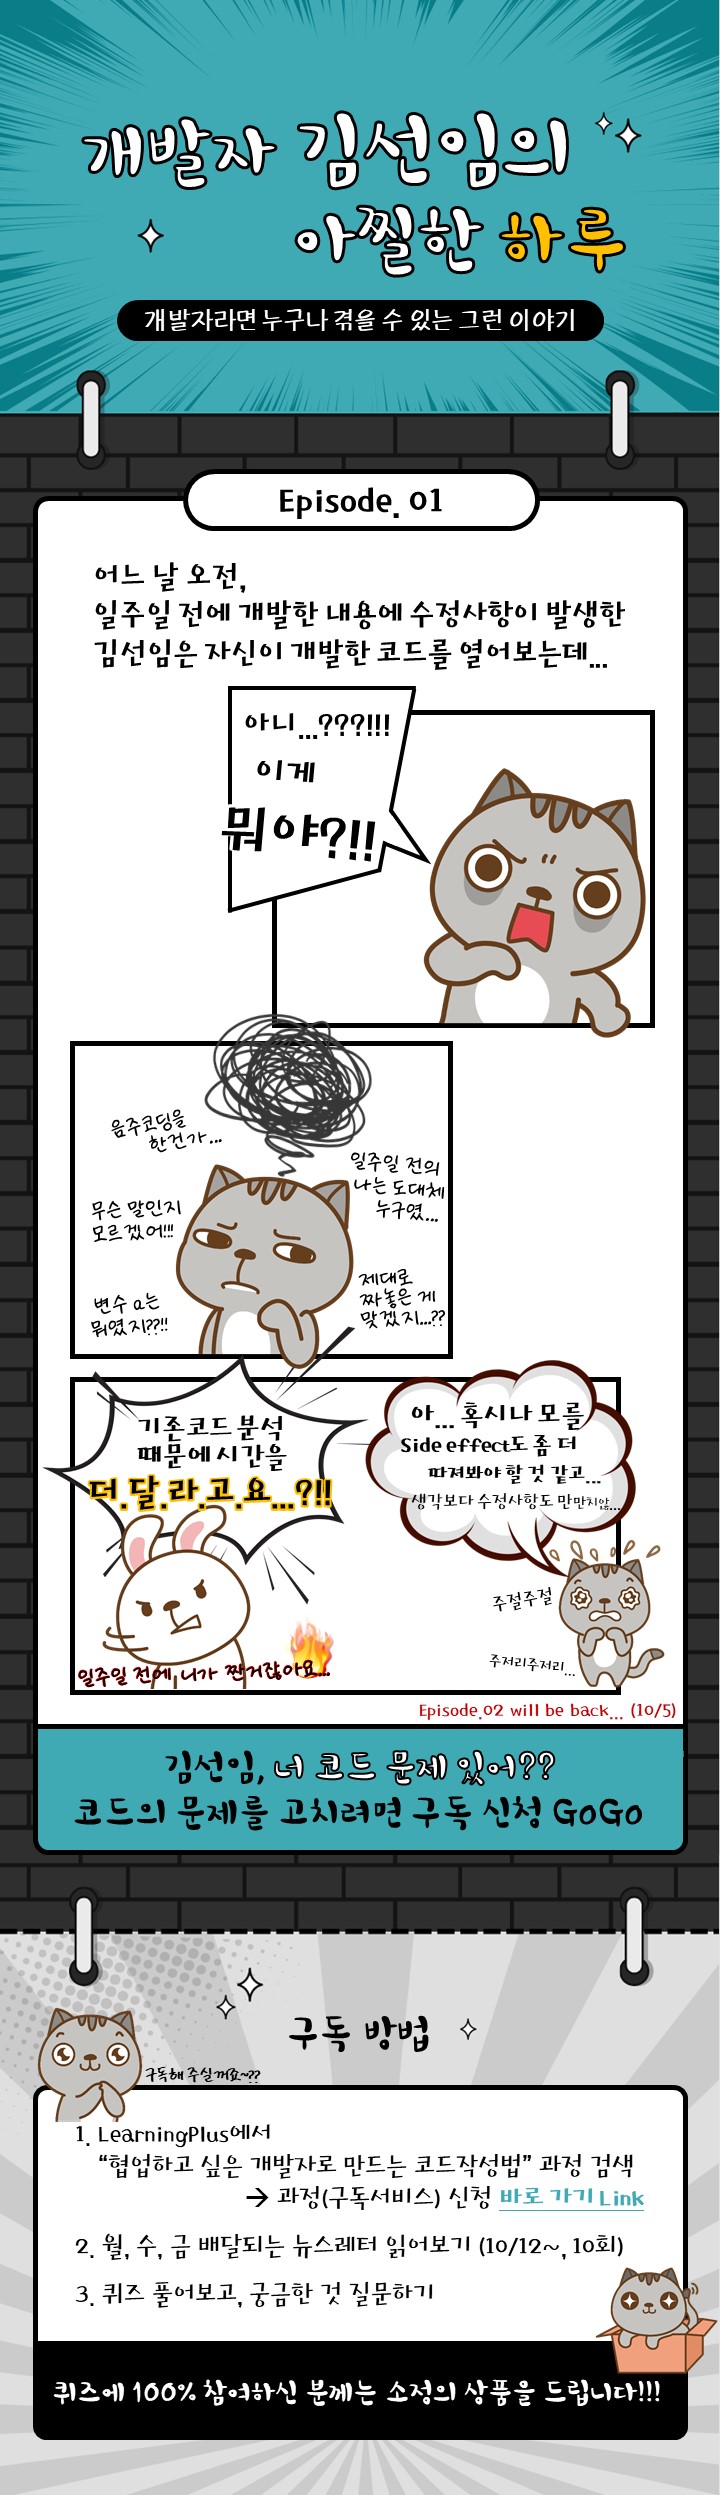 개발자 김선임의
아찔한 하루
개발자라면 누구나 겪을 수 있는 그런 이야기
Episode. 01
어느 날 오전,
일주일 전에 개발한 내용에 수정사항이 발생한
김선임은 자신이 개발한 코드를 열어보는데...
아니...???!!!
이게
뭐야?!!
음주코딩을
한건가...
일주일 전의
나는 도대체
누구였...
무슨 말인지
모르겠어!!!
변수 a는
뭐였지??!!
제대로
짜놓은 게
맞겠지...??
기존코드 분석
때문에 시간을
더.달.라.고.요...?!!
아... 혹시나 모를
Side effect도 좀 더
따져봐야 할 것 같고...
생각보다 수정사항도 만만치않...
주절주절
주저리주저리...
일주일 전에 니가 짠거잖아요...
Episode.02 will be back... (10/5)
김선임, 너 코드 문제 있어??
코드의 문제를 고치려면 구독 신청 GoGo
구독 방법
구독해 주실꺼죠~??
1. LearningPlus에서
“협업하고 싶은 개발자로 만드는 코드작성법” 과정 검색
→ 과정(구독서비스) 신청 바로 가기 Link
2. 월, 수, 금 배달되는 뉴스레터 읽어보기 (10/12~, 10회)
3. 퀴즈 풀어보고, 궁금한 것 질문하기
퀴즈에 100% 참여하신 분께는 소정의 상품을 드립니다!!!